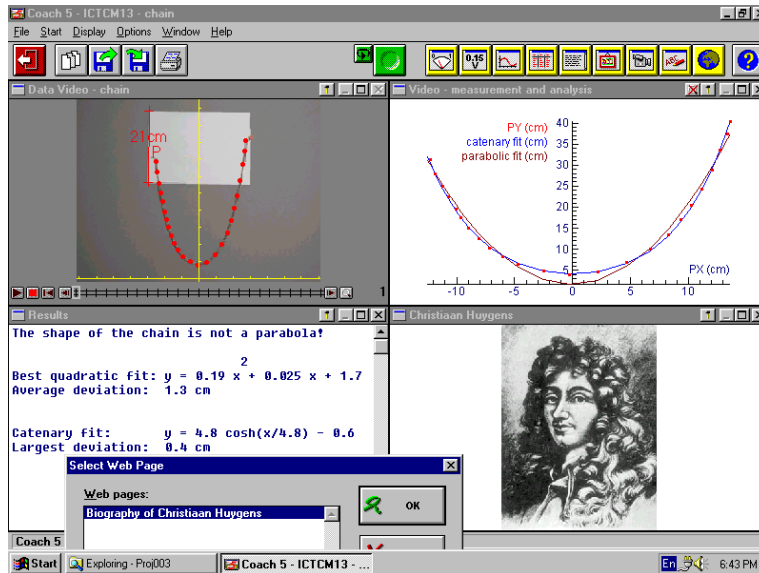 Coach 5 - ICTCM13 - chain
File Start Display Options Window Help
0.15
V
?
Data Video - chain
21cm
P
1
Video - measurement and analysis
PY (cm)
catenary fit (cm)
parabolic fit (cm)
40
35
30
25
20
15
10
5
PX (cm)
-10
-5
0
5
10
Results
The shape of the chain is not a parabola!
2
Best quadratic fit: y = 0.19 x + 0.025 x + 1.7
Average deviation: 1.3 cm
Catenary fit: y = 4.8 cosh(x/4.8) - 0.6
Largest deviation: 0.4 cm
Christiaan Huygens
Select Web Page
Web pages:
Biography of Christiaan Huygens
OK
Coach 5
Start
Exploring - Proj003
Coach 5 - ICTCM13 - ...
En
6:43 PM